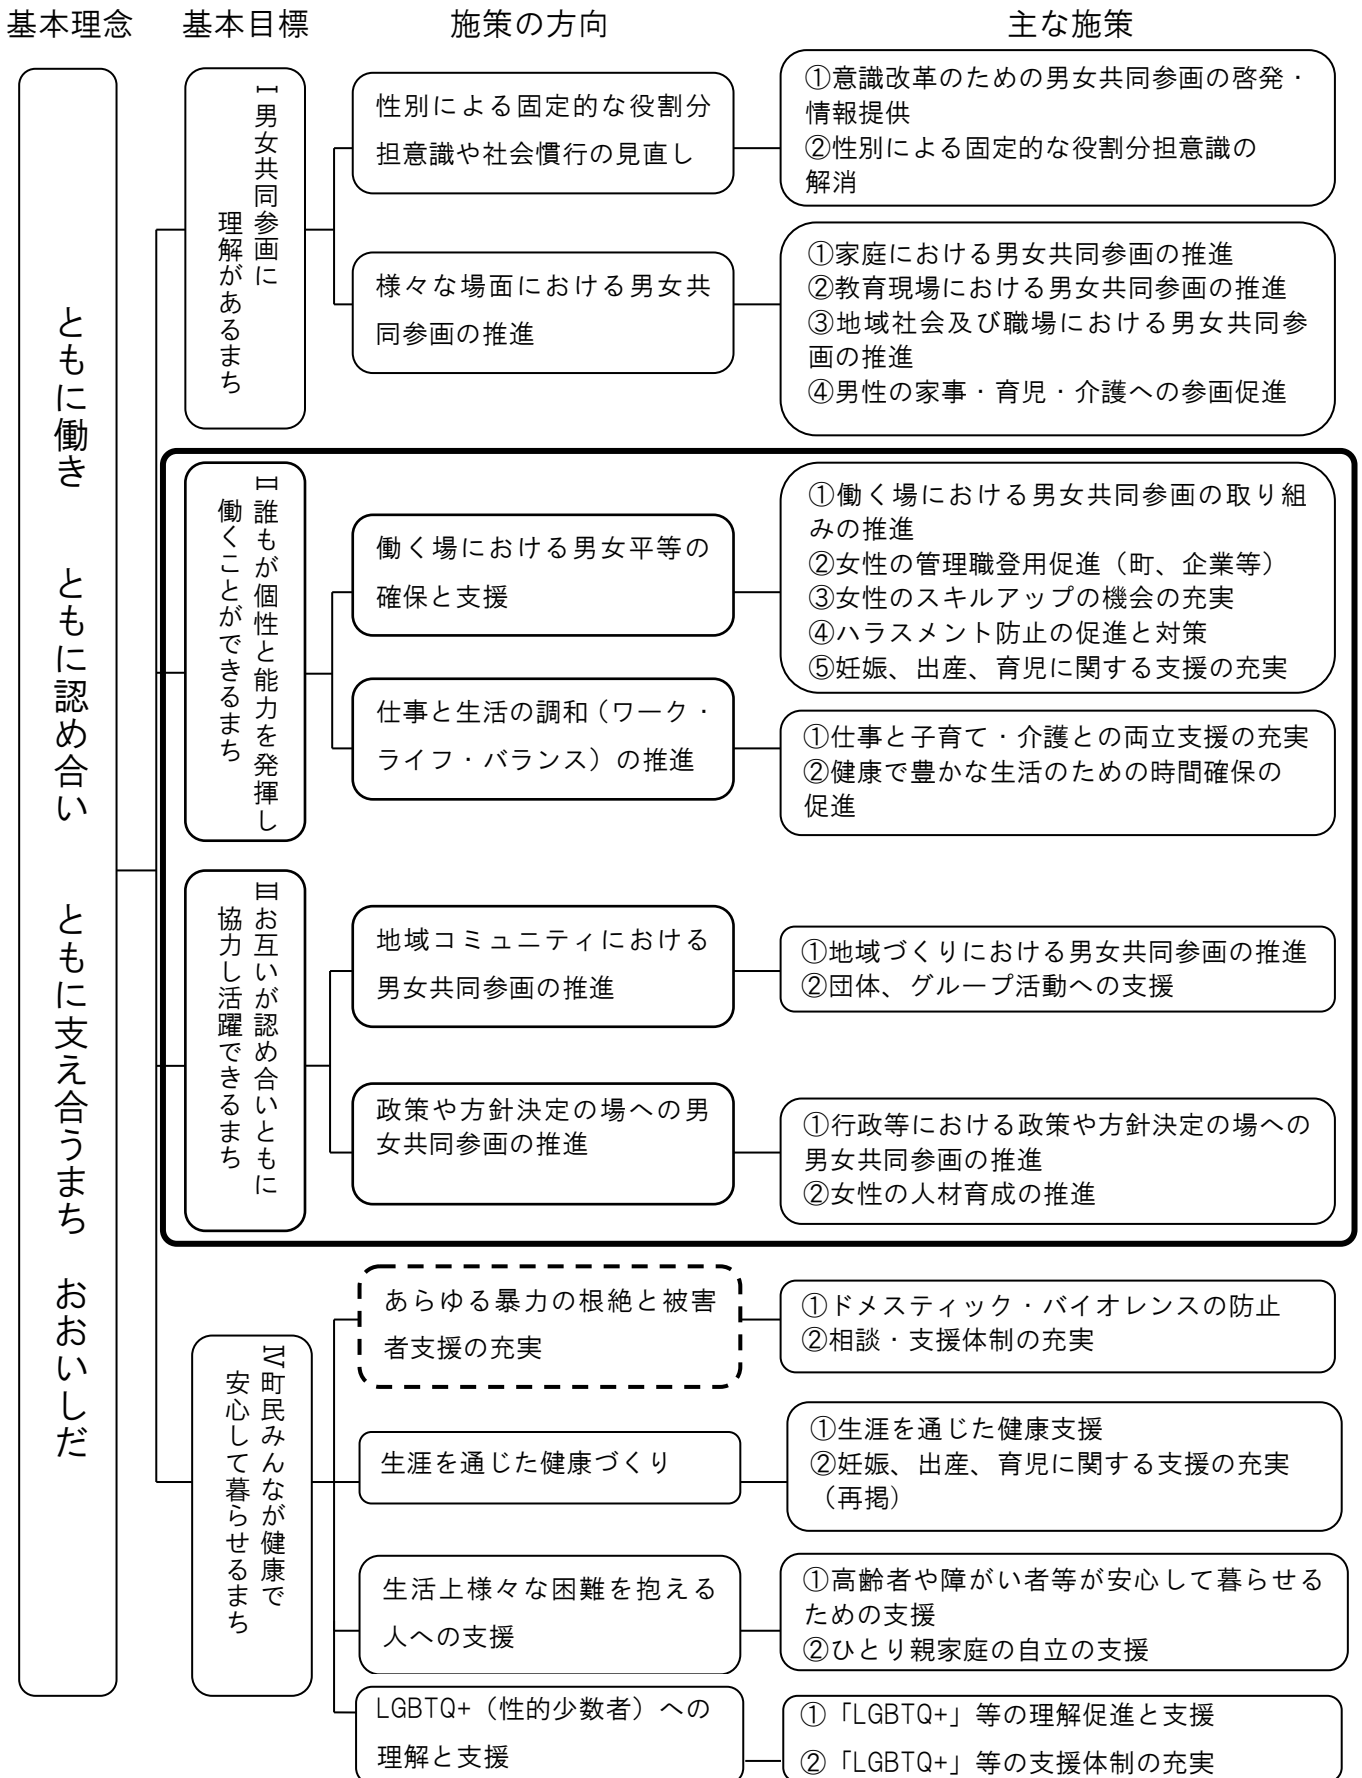 基本理念 基本目標 施策の方向 主な施策
ともに働き ともに認め合い ともに支え合うまち おおいしだ
Ⅰ男女共同参画に
理解があるまち
性別による固定的な役割分
担意識や社会慣行の見直し
①意識改革のための男女共同参画の啓発・
情報提供
②性別による固定的な役割分担意識の
解消
様々な場面における男女共
同参画の推進
①家庭における男女共同参画の推進
②教育現場における男女共同参画の推進
③地域社会及び職場における男女共同参
画の推進
④男性の家事・育児・介護への参画促進
Ⅱ誰もが個性と能力を発揮し
働くことができるまち
働く場における男女平等の
確保と支援
①働く場における男女共同参画の取り組
みの推進
②女性の管理職登用促進（町、企業等）
③女性のスキルアップの機会の充実
④ハラスメント防止の促進と対策
⑤妊娠、出産、育児に関する支援の充実
仕事と生活の調和（ワーク・
ライフ・バランス）の推進
①仕事と子育て・介護との両立支援の充実
②健康で豊かな生活のための時間確保の
促進
Ⅲお互いが認め合いともに
協力し活躍できるまち
地域コミュニティにおける
男女共同参画の推進
①地域づくりにおける男女共同参画の推進
②団体、グループ活動への支援
政策や方針決定の場への男
女共同参画の推進
①行政等における政策や方針決定の場への
男女共同参画の推進
②女性の人材育成の推進
Ⅳ町民みんなが健康で
安心して暮らせるまち
あらゆる暴力の根絶と被害
者支援の充実
①ドメスティック・バイオレンスの防止
②相談・支援体制の充実
生涯を通じた健康づくり
①生涯を通じた健康支援
②妊娠、出産、育児に関する支援の充実
（再掲）
生活上様々な困難を抱える
人への支援
①高齢者や障がい者等が安心して暮らせる
ための支援
②ひとり親家庭の自立の支援
LGBTQ+（性的少数者）への
理解と支援
①「LGBTQ+」等の理解促進と支援
②「LGBTQ+」等の支援体制の充実